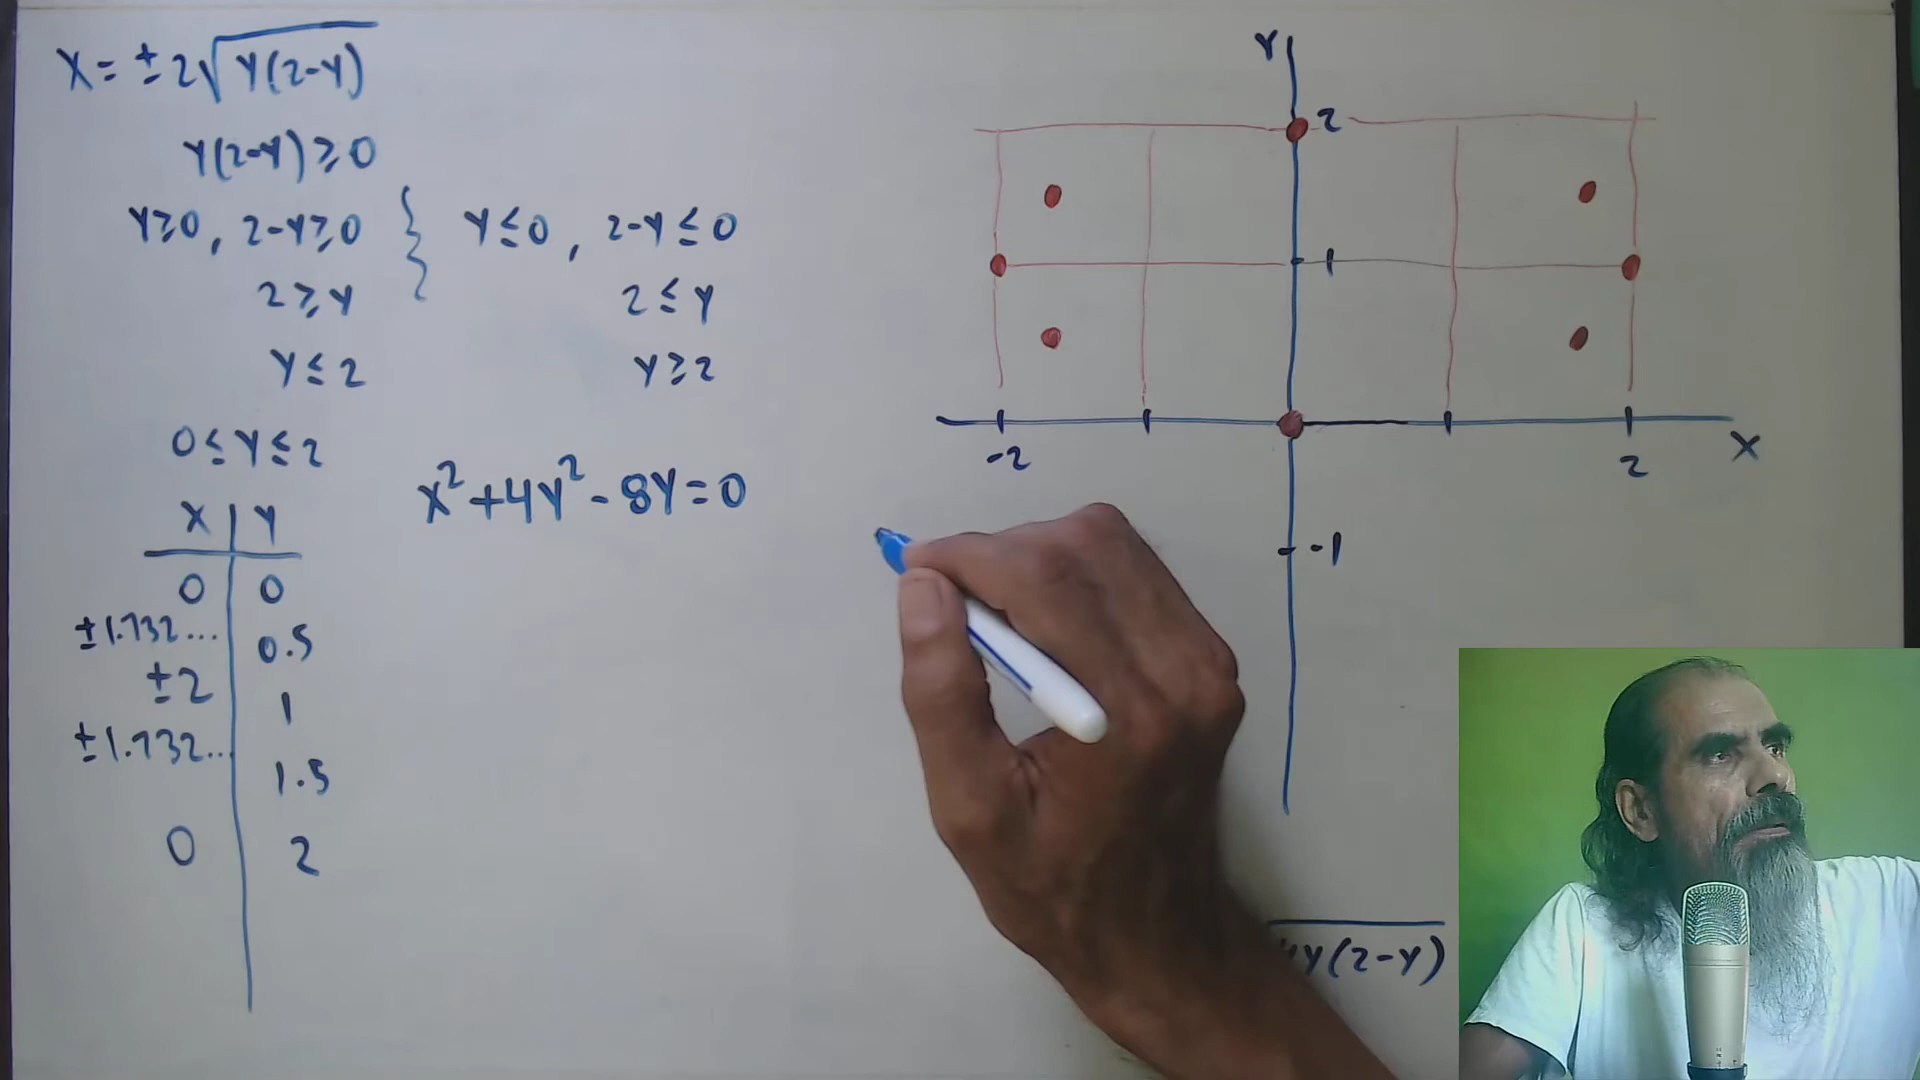 X = ±2√Y(2-Y)
Y(2-Y) ≥ 0
Y ≥ 0, 2-Y ≥ 0 } Y ≤ 0, 2-Y ≤ 0
2 ≥ Y 2 ≤ Y
Y ≤ 2 Y ≥ 2
0 ≤ Y ≤ 2
X²+4Y²-8Y=0
X | Y
0 0
±1.732... 0.5
±2 1
±1.732... 1.5
0 2
Y
2
1
-2 2 X
-1
Y(2-Y)